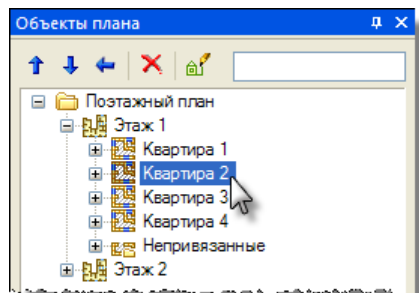 Объекты плана
Поэтажный план
Этаж 1
Квартира 1
Квартира 2
Квартира 3
Квартира 4
Непривязанные
Этаж 2